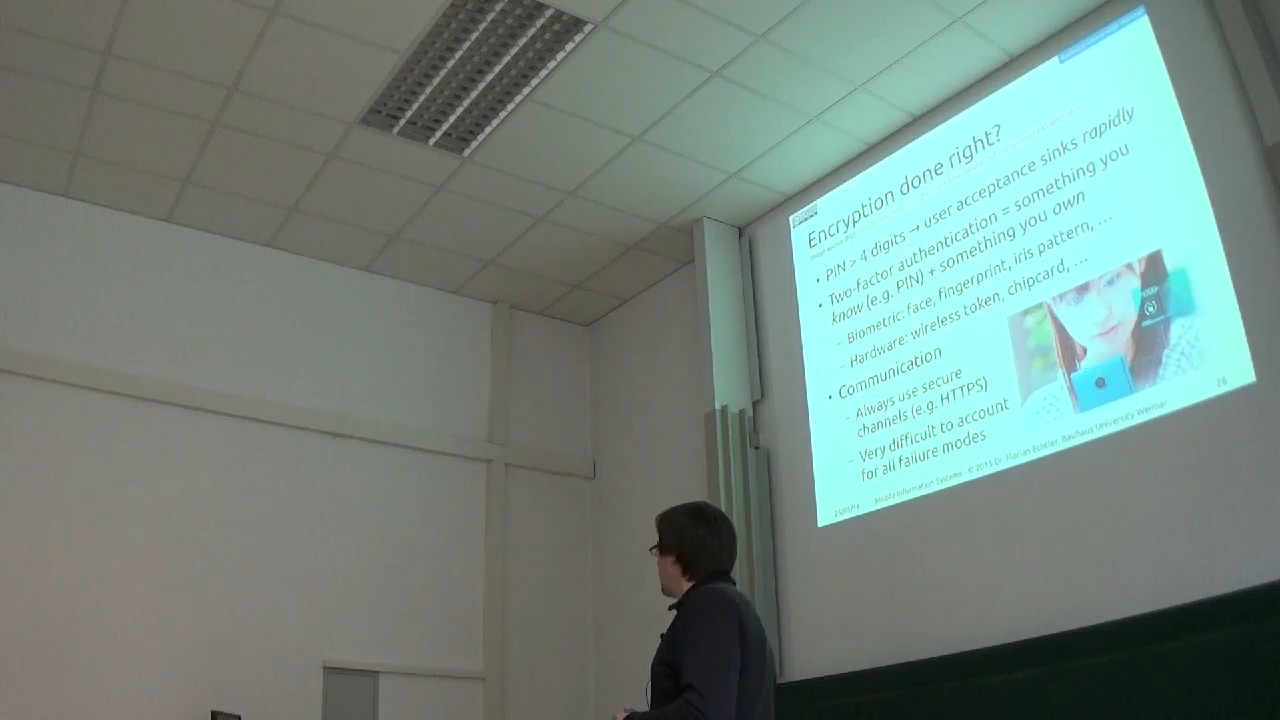 Encryption done right?
• PIN > 4 digits → user acceptance sinks rapidly
• Two-factor authentication = something you
know (e.g. PIN) + something you own
– Biometric: face, fingerprint, iris pattern, ...
– Hardware: wireless token, chipcard, ...
• Communication
– Always use secure
channels (e.g. HTTPS)
– Very difficult to account
for all failure modes
Mobile Information Systems - © 2015 Dr. Florian Echtler, Bauhaus University Weimar